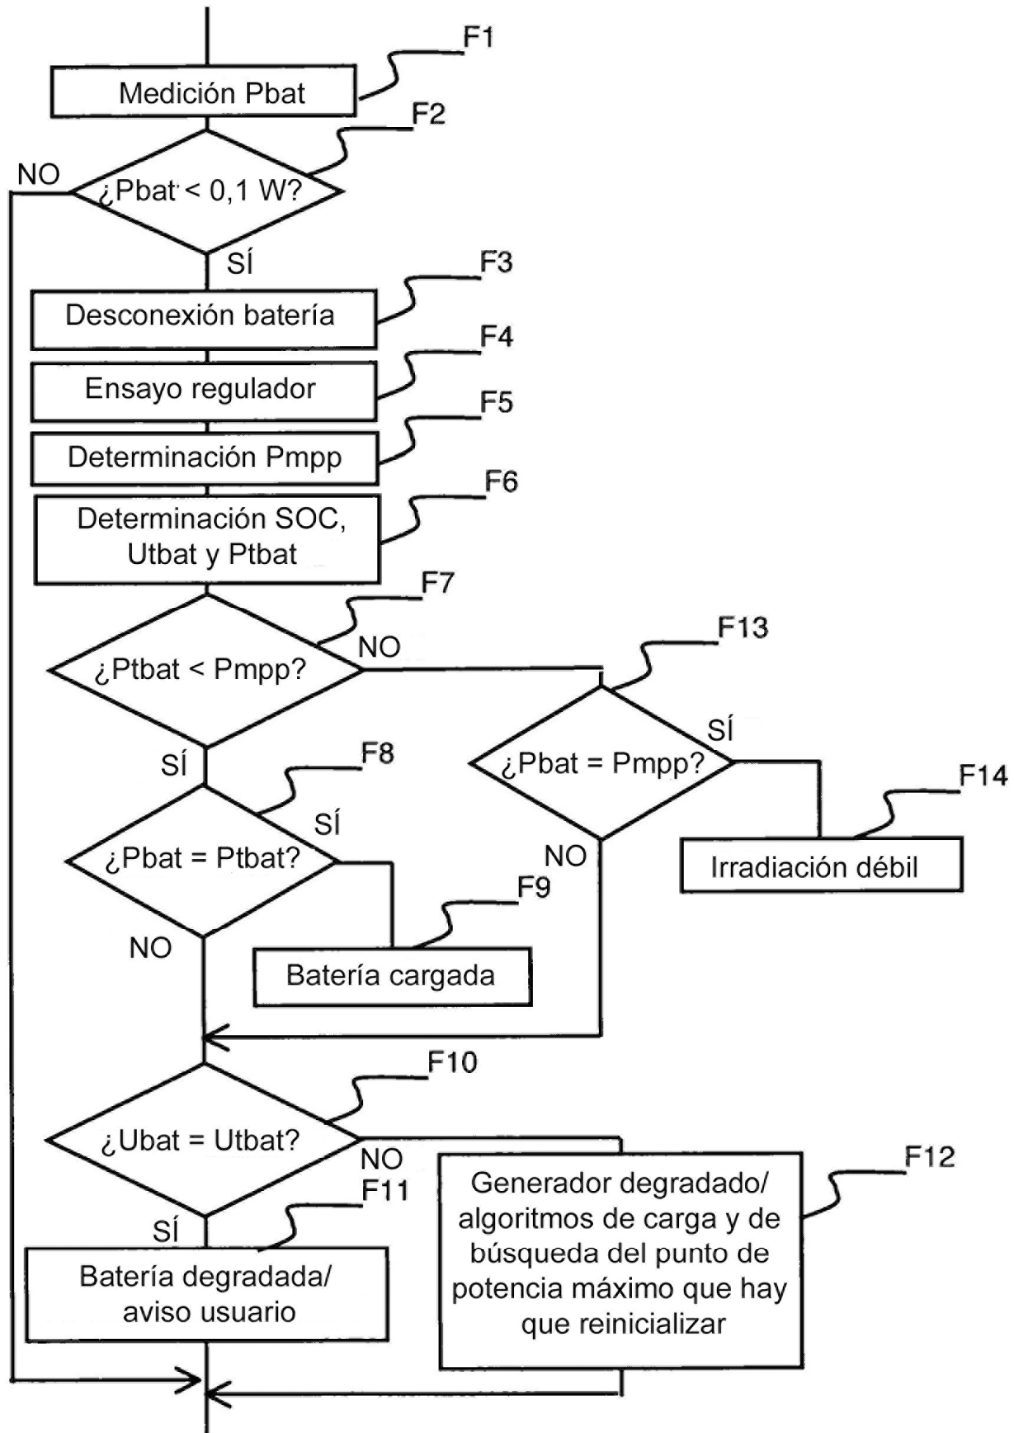 F1
Medición Pbat
F2
NO
¿Pbat < 0,1 W?
SÍ
F3
Desconexión batería
F4
Ensayo regulador
F5
Determinación Pmpp
F6
Determinación SOC,
Utbat y Ptbat
F7
NO
¿Ptbat < Pmpp?
F13
SÍ
¿Pbat = Pmpp?
SÍ
F8
F14
SÍ
¿Pbat = Ptbat?
NO
Irradiación débil
F9
NO
Batería cargada
F10
¿Ubat = Utbat?
NO
F12
F11
SÍ
Generador degradado/
algoritmos de carga y de
búsqueda del punto de
potencia máximo que hay
que reinicializar
Batería degradada/
aviso usuario